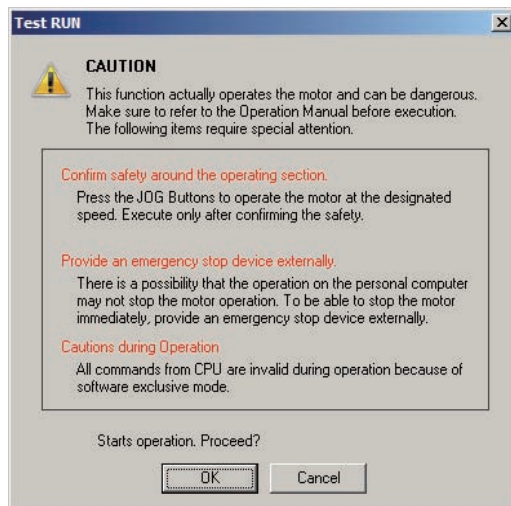 Test RUN
CAUTION
This function actually operates the motor and can be dangerous.
Make sure to refer to the Operation Manual before execution.
The following items require special attention.
Confirm safety around the operating section.
Press the JOG Buttons to operate the motor at the designated
speed. Execute only after confirming the safety.
Provide an emergency stop device externally.
There is a possibility that the operation on the personal computer
may not stop the motor operation. To be able to stop the motor
immediately, provide an emergency stop device externally.
Cautions during Operation
All commands from CPU are invalid during operation because of
software exclusive mode.
Starts operation. Proceed?
OK Cancel